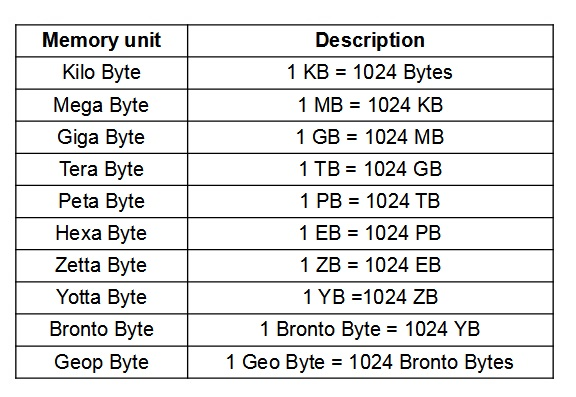 Memory unit Description
Kilo Byte 1 KB = 1024 Bytes
Mega Byte 1 MB = 1024 KB
Giga Byte 1 GB = 1024 MB
Tera Byte 1 TB = 1024 GB
Peta Byte 1 PB = 1024 TB
Hexa Byte 1 EB = 1024 PB
Zetta Byte 1 ZB = 1024 EB
Yotta Byte 1 YB =1024 ZB
Bronto Byte 1 Bronto Byte = 1024 YB
Geop Byte 1 Geo Byte = 1024 Bronto Bytes